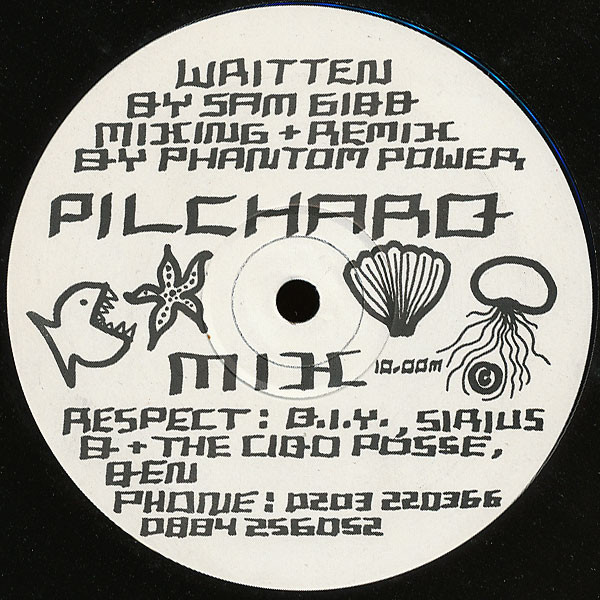 WRITTEN
BY SAM GIBB
MIXING + REMIX
BY PHANTOM POWER
PILCHARD
MIX 10.00M
RESPECT : D.I.Y., SIRIUS
B + THE CIBO POSSE,
BEN
PHONE : 0203 220366
0884 256052